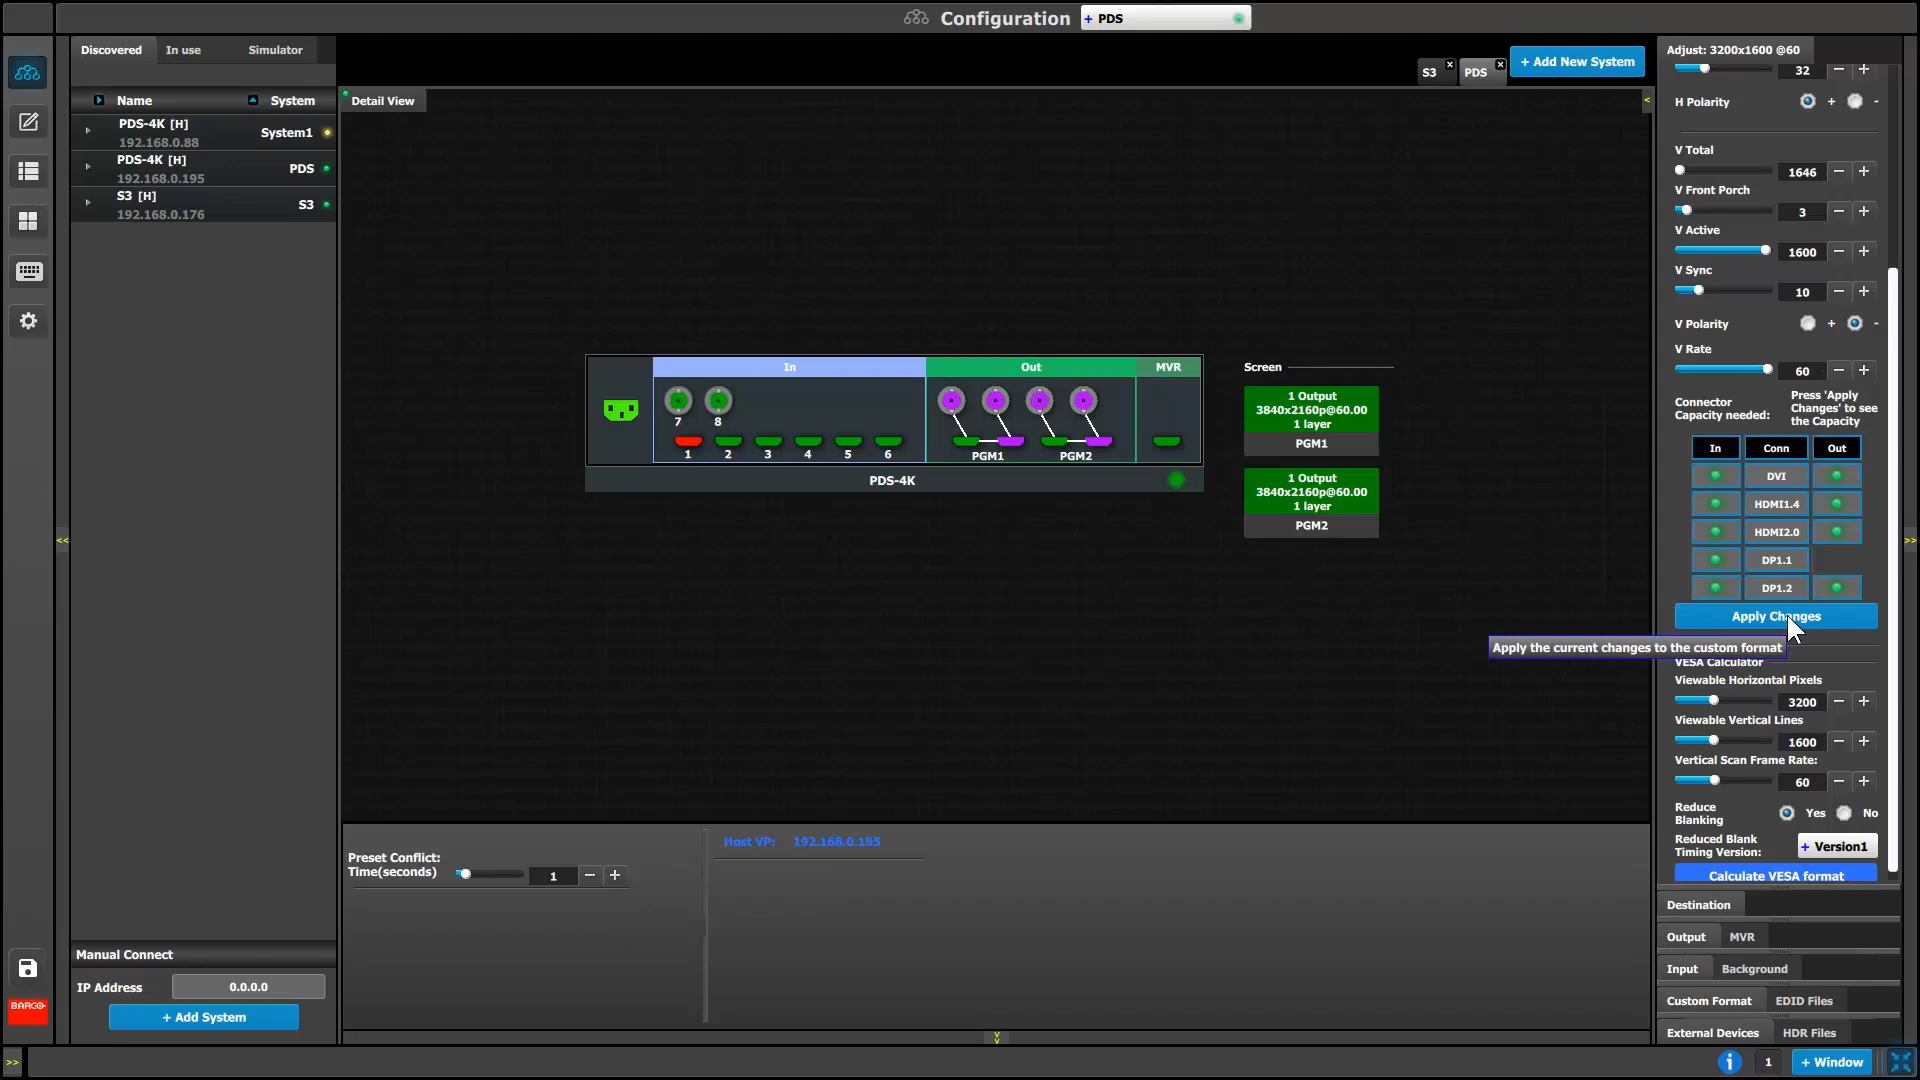 Configuration
+ PDS
Discovered
In use
Simulator
Name
System
PDS-4K [H]
192.168.0.88
System1
PDS-4K [H]
192.168.0.195
PDS
S3 [H]
192.168.0.176
S3
Manual Connect
IP Address
0.0.0.0
+ Add System
BARCO
>>
<<
S3
PDS
+ Add New System
Detail View
<
In
Out
MVR
7
8
1
2
3
4
5
6
PGM1
PGM2
PDS-4K
Screen
1 Output
3840x2160p@60.00
1 layer
PGM1
1 Output
3840x2160p@60.00
1 layer
PGM2
Preset Conflict:
Time(seconds)
1
Host VP:
192.168.0.195
Adjust: 3200x1600 @60
32
H Polarity
+
-
V Total
1646
V Front Porch
3
V Active
1600
V Sync
10
V Polarity
+
-
V Rate
60
Connector
Capacity needed:
Press 'Apply
Changes' to see
the Capacity
In
Conn
Out
DVI
HDMI1.4
HDMI2.0
DP1.1
DP1.2
Apply Changes
Apply the current changes to the custom format
VESA Calculator
Viewable Horizontal Pixels
3200
Viewable Vertical Lines
1600
Vertical Scan Frame Rate:
60
Reduce
Blanking
Yes
No
Reduced Blank
Timing Version:
+ Version1
Calculate VESA format
>>
Destination
Output
MVR
Input
Background
Custom Format
EDID Files
External Devices
HDR Files
1
+ Window